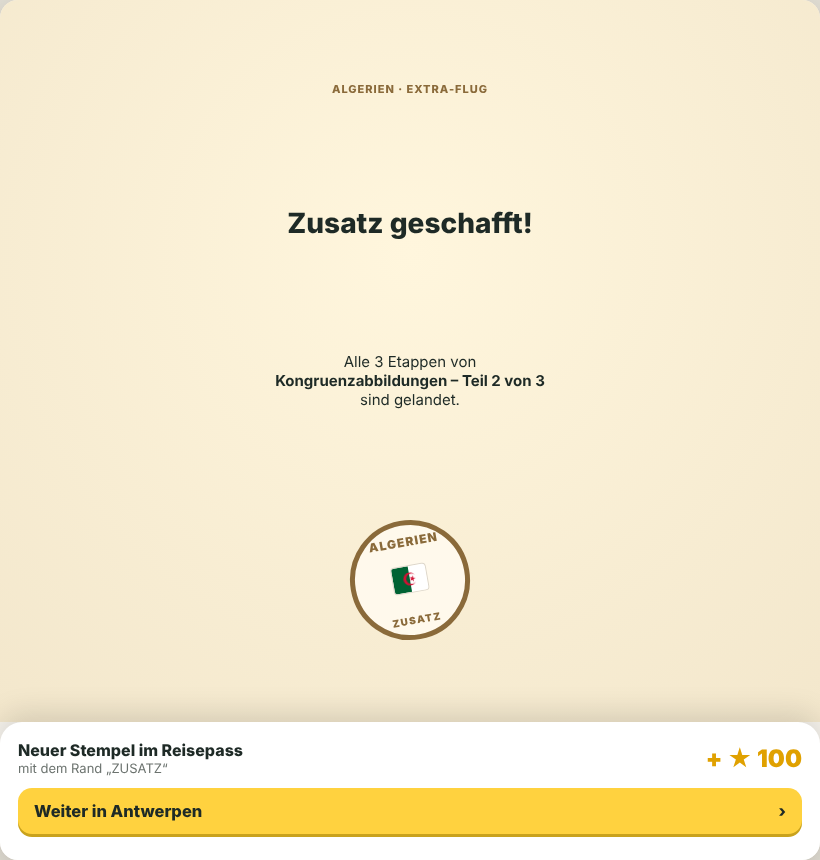 ALGERIEN · EXTRA-FLUG
Zusatz geschafft!
Alle 3 Etappen von
Kongruenzabbildungen – Teil 2 von 3
sind gelandet.
ALGERIEN
ZUSATZ
Neuer Stempel im Reisepass
mit dem Rand „ZUSATZ“
+ ★ 100
Weiter in Antwerpen ›